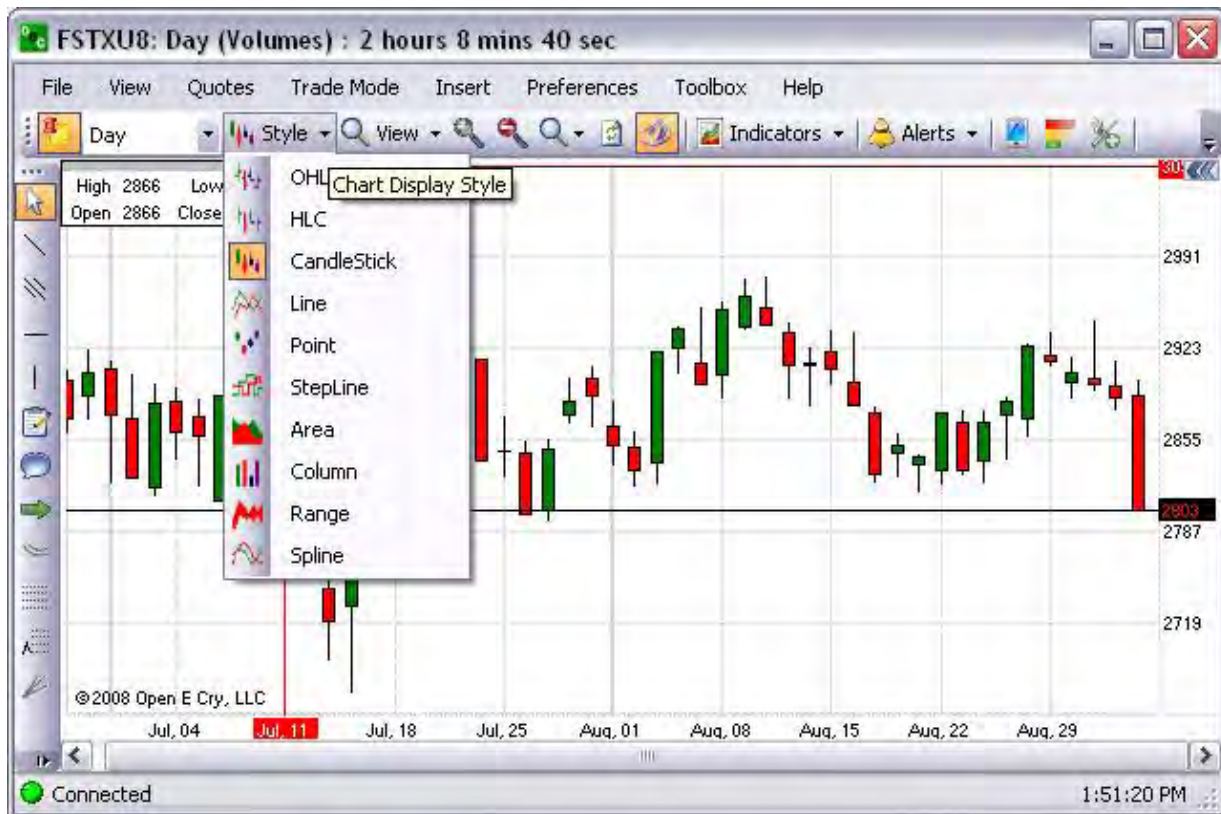 FSTXU8: Day (Volumes) : 2 hours 8 mins 40 sec
File View Quotes Trade Mode Insert Preferences Toolbox Help
Day Style View Indicators Alerts
High 2866 Low
Open 2866 Close
OHL
Chart Display Style
HLC
CandleStick
Line
Point
StepLine
Area
Column
Range
Spline
30
2991
2923
2855
2803
2787
2719
©2008 Open E Cry, LLC
Jul, 04 Jul, 11 Jul, 18 Jul, 25 Aug, 01 Aug, 08 Aug, 15 Aug, 22 Aug, 29
Connected 1:51:20 PM